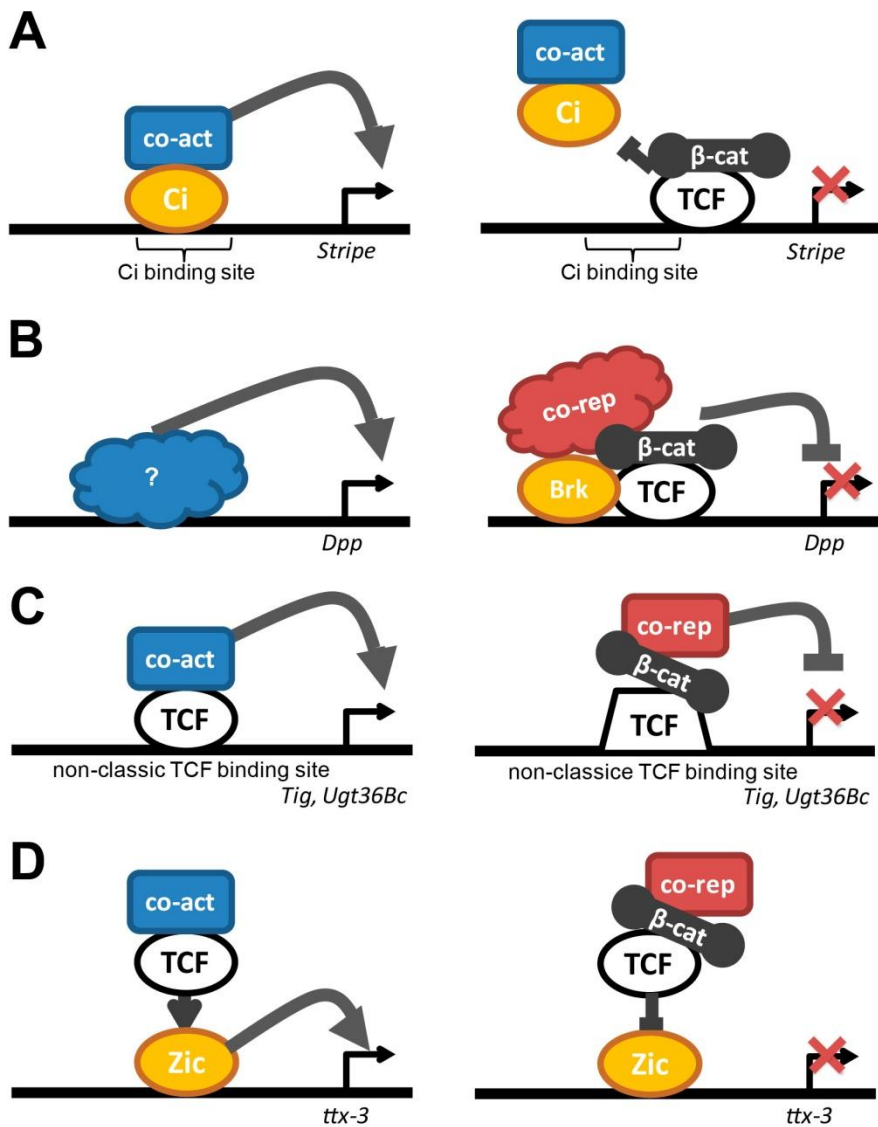 A
co-act
Ci
Ci binding site
Stripe
co-act
Ci
β-cat
TCF
Ci binding site
Stripe
B
?
Dpp
co-rep
β-cat
Brk
TCF
Dpp
C
co-act
TCF
non-classic TCF binding site
Tig, Ugt36Bc
co-rep
β-cat
TCF
non-classice TCF binding site
Tig, Ugt36Bc
D
co-act
TCF
Zic
ttx-3
co-rep
β-cat
TCF
Zic
ttx-3